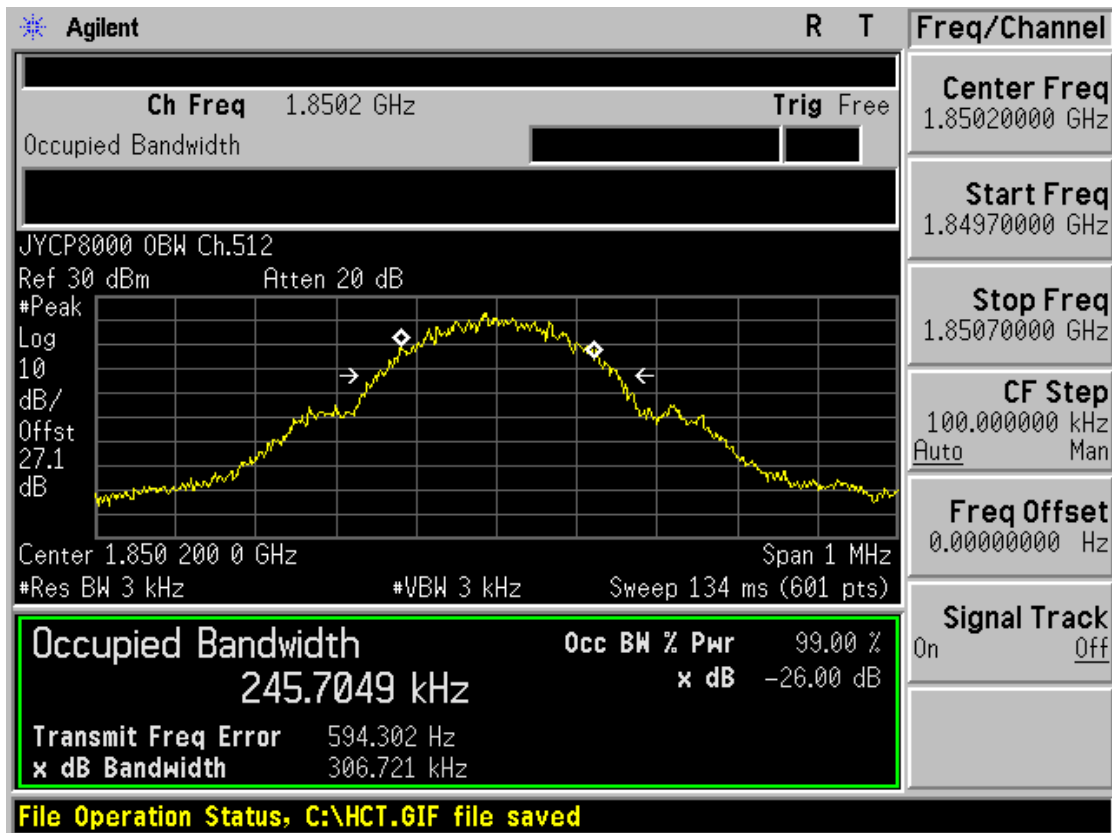 Agilent R T
Ch Freq 1.8502 GHz Trig Free
Occupied Bandwidth
JYCP8000 OBW Ch.512
Ref 30 dBm Atten 20 dB
#Peak
Log
10
dB/
Offst
27.1
dB
Center 1.850 200 0 GHz Span 1 MHz
#Res BW 3 kHz #VBW 3 kHz Sweep 134 ms (601 pts)
Occupied Bandwidth Occ BW % Pwr 99.00 %
245.7049 kHz x dB -26.00 dB
Transmit Freq Error 594.302 Hz
x dB Bandwidth 306.721 kHz
File Operation Status, C:\HCT.GIF file saved
Freq/Channel
Center Freq
1.85020000 GHz
Start Freq
1.84970000 GHz
Stop Freq
1.85070000 GHz
CF Step
100.000000 kHz
Auto Man
Freq Offset
0.00000000 Hz
Signal Track
On Off